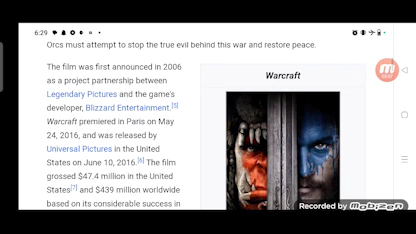 6:29
Orcs must attempt to stop the true evil behind this war and restore peace.
The film was first announced in 2006
as a project partnership between
Legendary Pictures and the game's
developer, Blizzard Entertainment.[5]
Warcraft premiered in Paris on May
24, 2016, and was released by
Universal Pictures in the United
States on June 10, 2016.[6] The film
grossed $47.4 million in the United
States[7] and $439 million worldwide
based on its considerable success in
Warcraft
Recorded by Mobizen